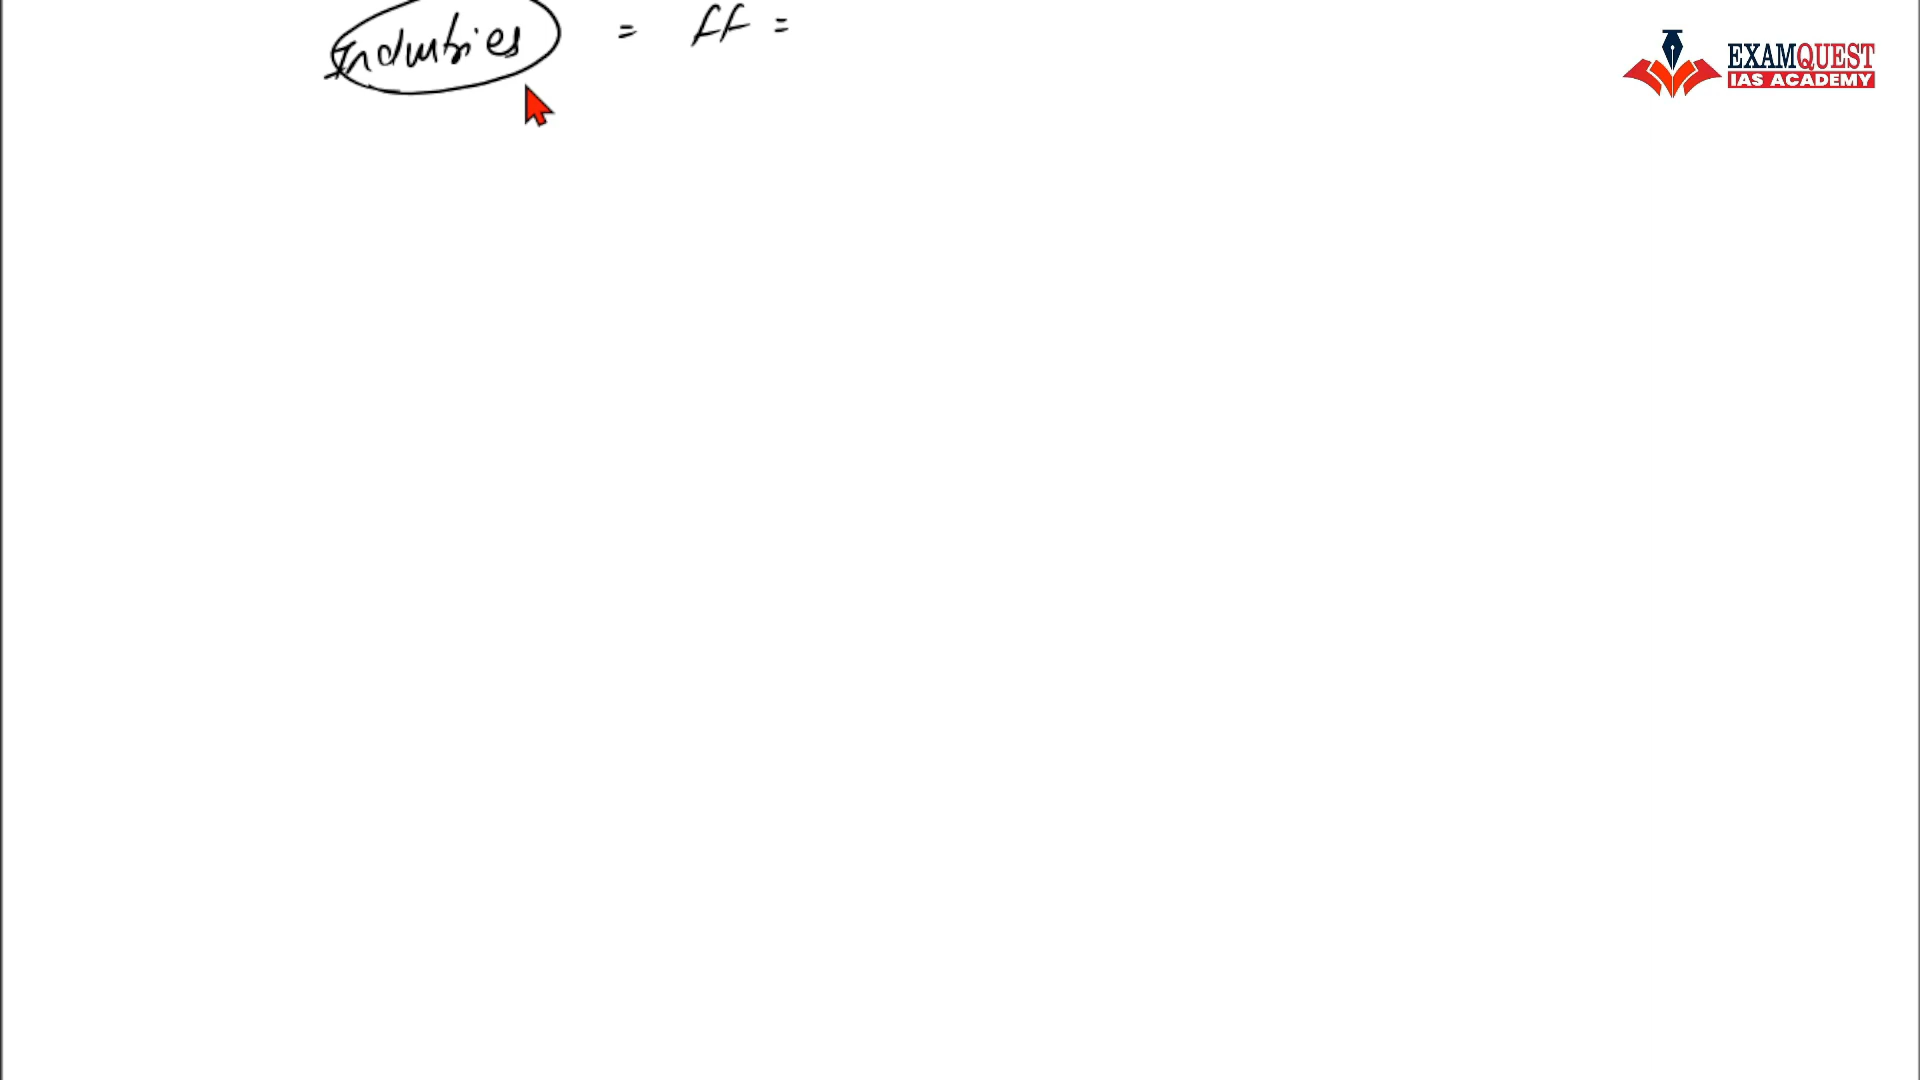 Industries = ff =
EXAMQUEST
IAS ACADEMY